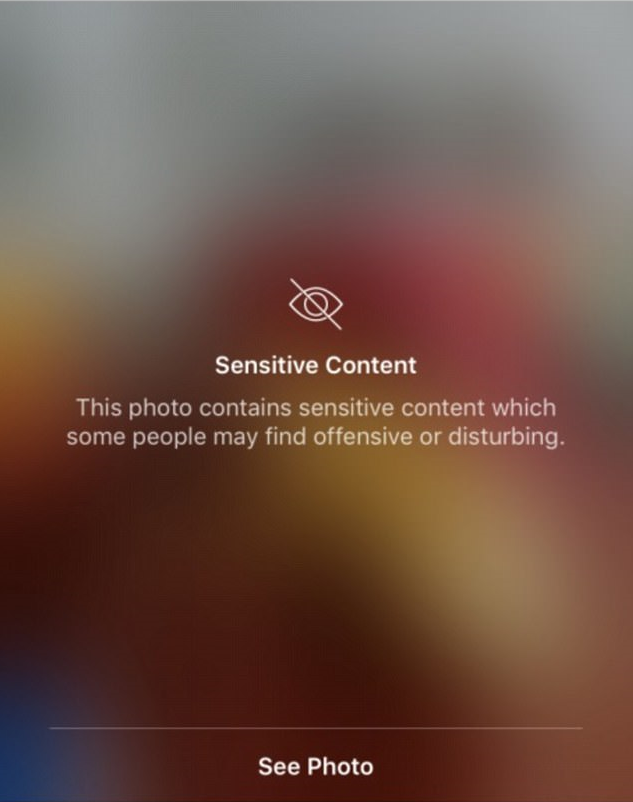 Sensitive Content
This photo contains sensitive content which
some people may find offensive or disturbing.
See Photo